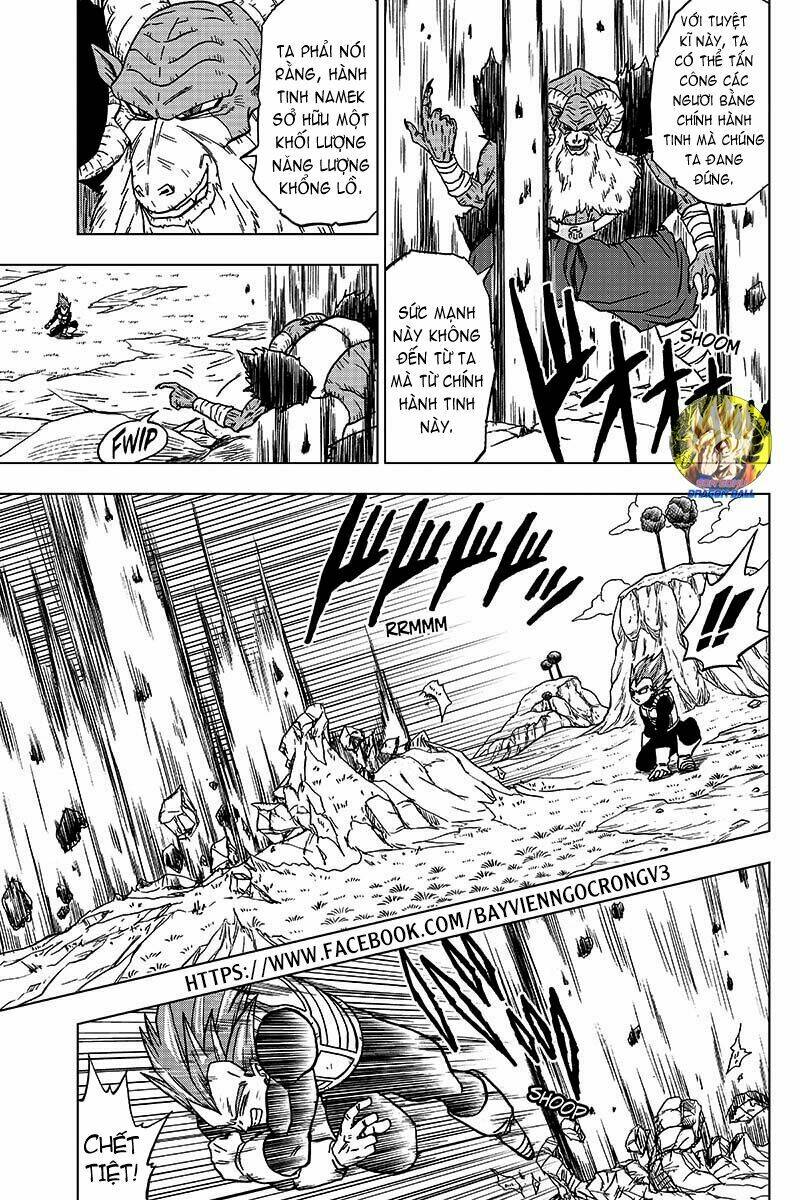 VỚI TUYỆT
KĨ NÀY, TA
CÓ THỂ TẤN
CÔNG CÁC
NGƯƠI BẰNG
CHÍNH HÀNH
TINH MÀ CHÚNG
TA ĐANG
ĐỨNG.
SỨC MẠNH
NÀY KHÔNG
ĐẾN TỪ TA
MÀ TỪ CHÍNH
HÀNH TINH
NÀY.
SHOOM
TA PHẢI NÓI
RẰNG, HÀNH
TINH NAMEK
SỞ HỮU MỘT
KHỐI LƯỢNG
NĂNG LƯỢNG
KHỔNG LỒ.
FWIP
DRAGON BALL
!!
RRMMM
HTTPS://WWW.FACEBOOK.COM/BAYVIENNGOCRONGV3
SHOOP
CHẾT
TIỆT!